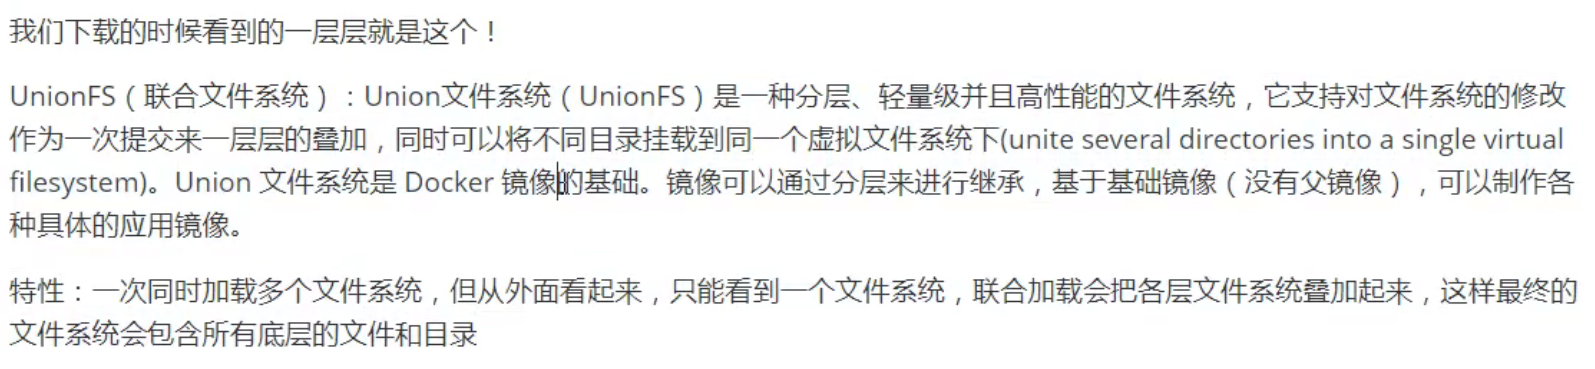 我们下载的时候看到的一层层就是这个！
UnionFS（联合文件系统）：Union文件系统（UnionFS）是一种分层、轻量级并且高性能的文件系统，它支持对文件系统的修改
作为一次提交来一层层的叠加，同时可以将不同目录挂载到同一个虚拟文件系统下(unite several directories into a single virtual
filesystem)。Union 文件系统是 Docker 镜像的基础。镜像可以通过分层来进行继承，基于基础镜像（没有父镜像），可以制作各
种具体的应用镜像。
特性：一次同时加载多个文件系统，但从外面看起来，只能看到一个文件系统，联合加载会把各层文件系统叠加起来，这样最终的
文件系统会包含所有底层的文件和目录